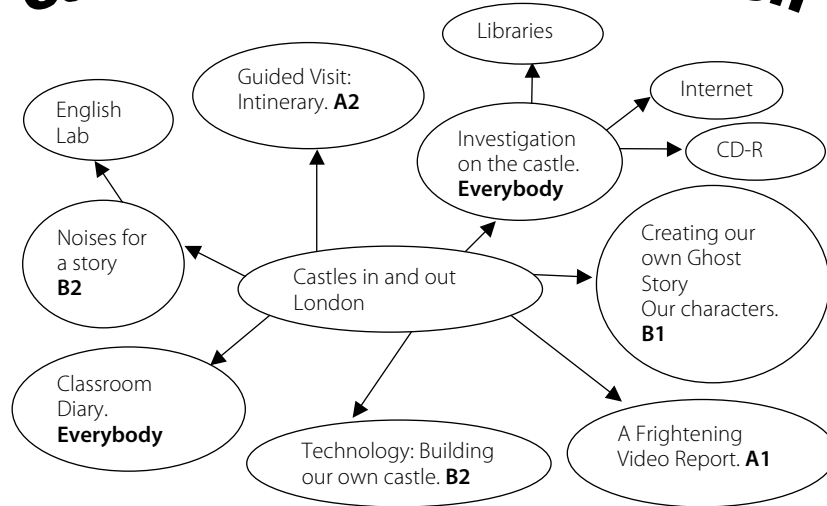 Libraries
Guided Visit:
Intinerary. A2
Internet
English
Lab
Investigation
on the castle.
Everybody
CD-R
Creating our
own Ghost
Story
Our characters.
B1
Noises for
a story
B2
Castles in and out
London
Classroom
Diary.
Everybody
A Frightening
Video Report. A1
Technology: Building
our own castle. B2